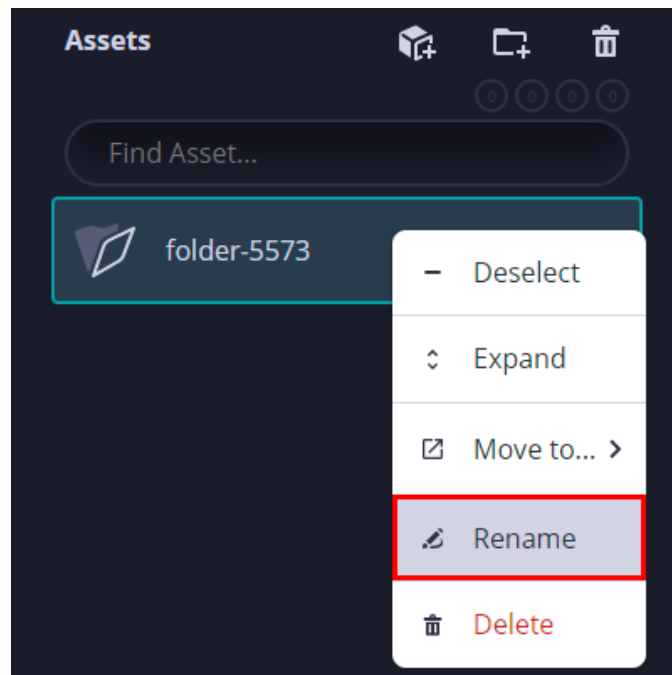 Assets
0 0 0 0
Find Asset...
folder-5573
Deselect
Expand
Move to...
Rename
Delete